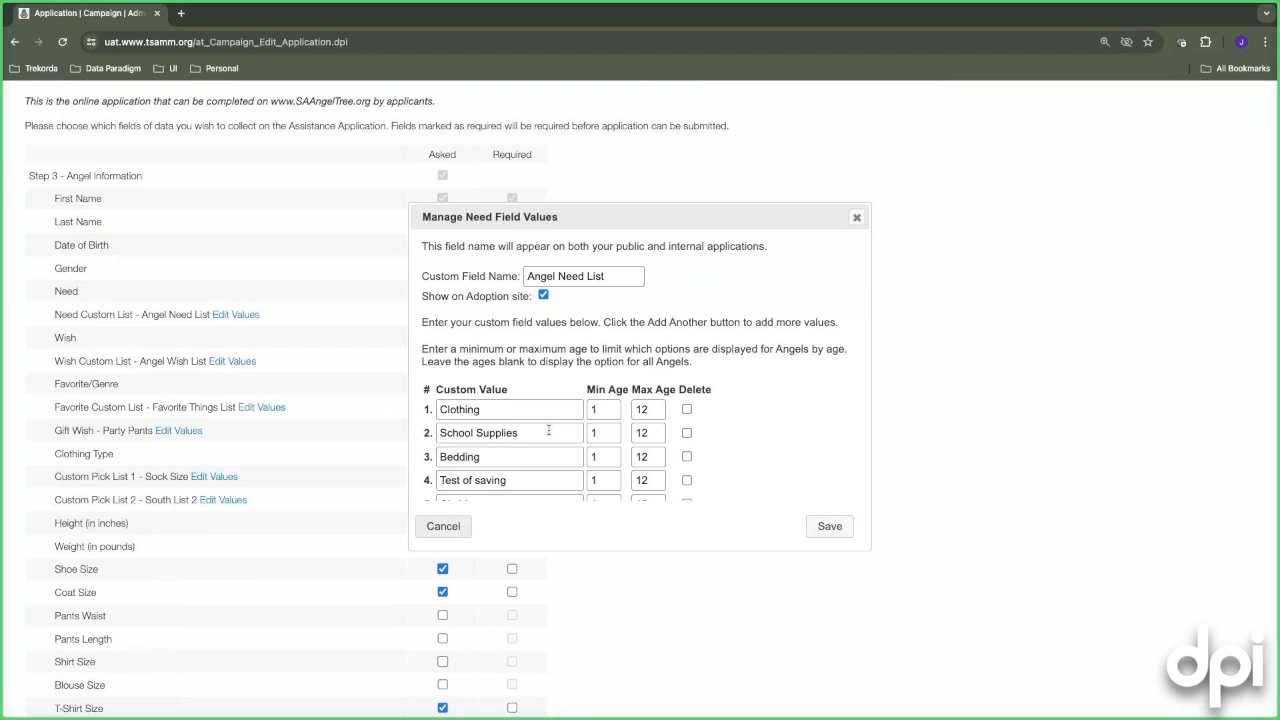 Application | Campaign | Adm
uat.www.tsamm.org/at_Campaign_Edit_Application.dpi
J
Trekorda
Data Paradigm
UI
Personal
All Bookmarks
This is the online application that can be completed on www.SAAngelTree.org by applicants.
Please choose which fields of data you wish to collect on the Assistance Application. Fields marked as required will be required before application can be submitted.
Asked Required
Step 3 - Angel Information
First Name
Last Name
Date of Birth
Gender
Need
Need Custom List - Angel Need List Edit Values
Wish
Wish Custom List - Angel Wish List Edit Values
Favorite/Genre
Favorite Custom List - Favorite Things List Edit Values
Gift Wish - Party Pants Edit Values
Clothing Type
Custom Pick List 1 - Sock Size Edit Values
Custom Pick List 2 - South List 2 Edit Values
Height (in inches)
Weight (in pounds)
Shoe Size
Coat Size
Pants Waist
Pants Length
Shirt Size
Blouse Size
T-Shirt Size
Manage Need Field Values
This field name will appear on both your public and internal applications.
Custom Field Name: Angel Need List
Show on Adoption site:
Enter your custom field values below. Click the Add Another button to add more values.
Enter a minimum or maximum age to limit which options are displayed for Angels by age.
Leave the ages blank to display the option for all Angels.
# Custom Value Min Age Max Age Delete
1. Clothing 1 12
2. School Supplies 1 12
3. Bedding 1 12
4. Test of saving 1 12
Cancel
Save
dpi